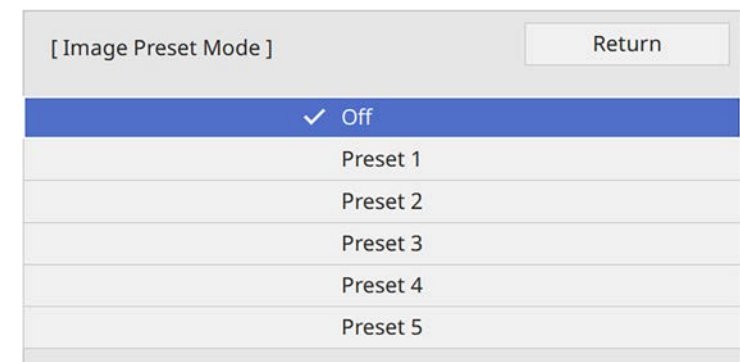 [ Image Preset Mode ] Return
Off
Preset 1
Preset 2
Preset 3
Preset 4
Preset 5